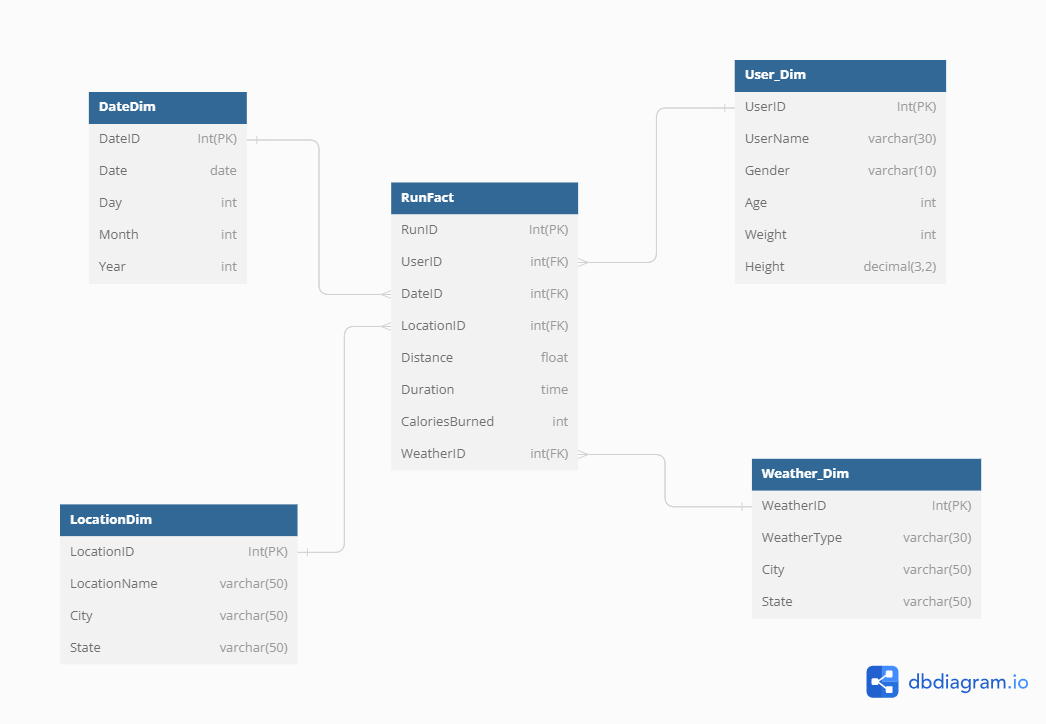 DateDim
DateID Int(PK)
Date date
Day int
Month int
Year int
User_Dim
UserID Int(PK)
UserName varchar(30)
Gender varchar(10)
Age int
Weight int
Height decimal(3,2)
RunFact
RunID Int(PK)
UserID int(FK)
DateID int(FK)
LocationID int(FK)
Distance float
Duration time
CaloriesBurned int
WeatherID int(FK)
LocationDim
LocationID Int(PK)
LocationName varchar(50)
City varchar(50)
State varchar(50)
Weather_Dim
WeatherID Int(PK)
WeatherType varchar(30)
City varchar(50)
State varchar(50)
dbdiagram.io